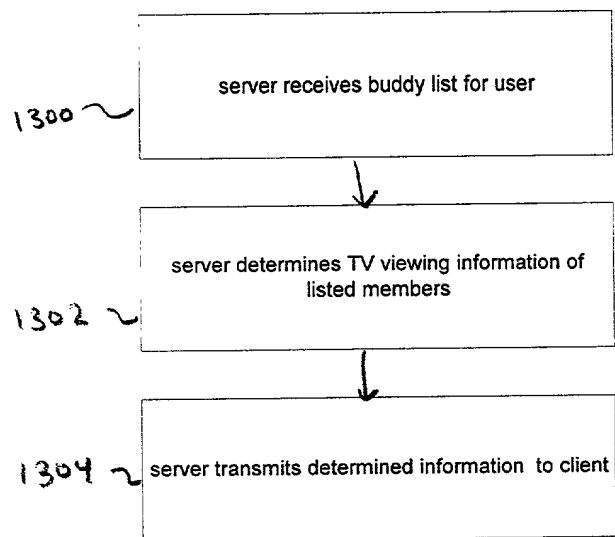 server receives buddy list for user
1300
server determines TV viewing information of
listed members
1302
server transmits determined information to client
1304